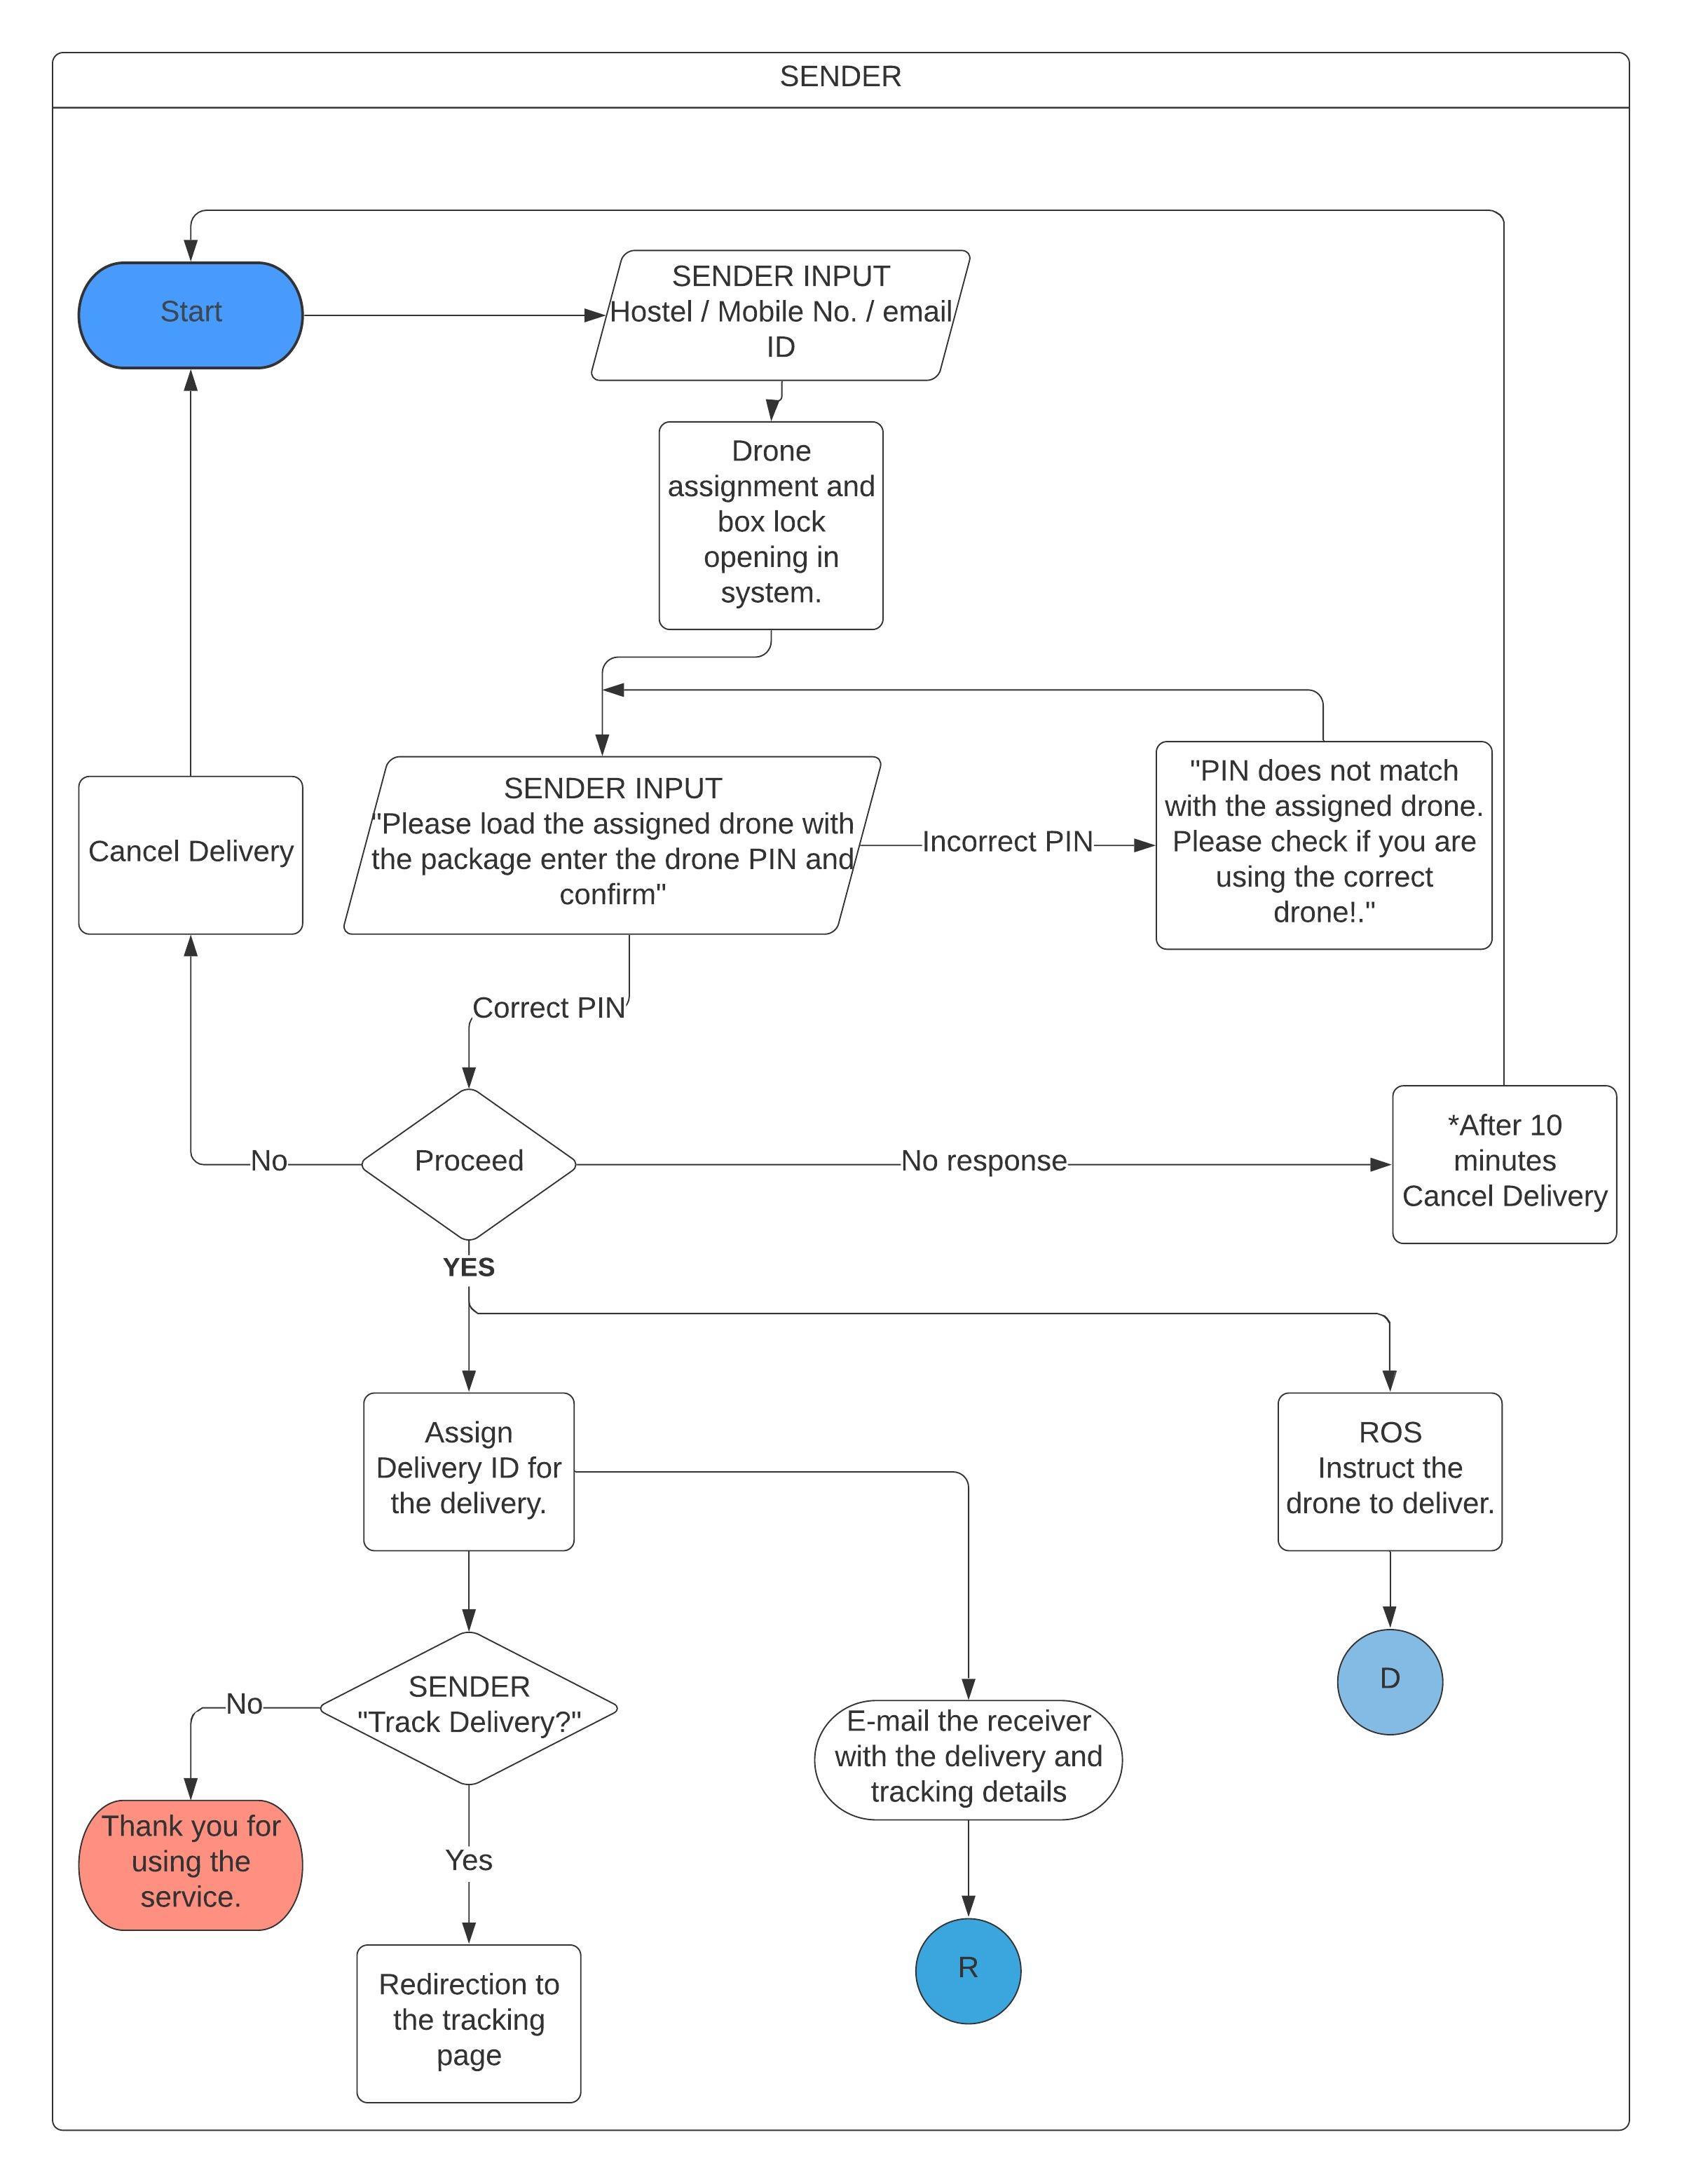 SENDER
Start
SENDER INPUT
Hostel / Mobile No. / email
ID
Drone
assignment and
box lock
opening in
system.
Cancel Delivery
SENDER INPUT
"Please load the assigned drone with
the package enter the drone PIN and
confirm"
Incorrect PIN
"PIN does not match
with the assigned drone.
Please check if you are
using the correct
drone!."
Correct PIN
No
Proceed
No response
*After 10
minutes
Cancel Delivery
YES
Assign
Delivery ID for
the delivery.
ROS
Instruct the
drone to deliver.
No
SENDER
"Track Delivery?"
E-mail the receiver
with the delivery and
tracking details
D
Thank you for
using the
service.
Yes
R
Redirection to
the tracking
page